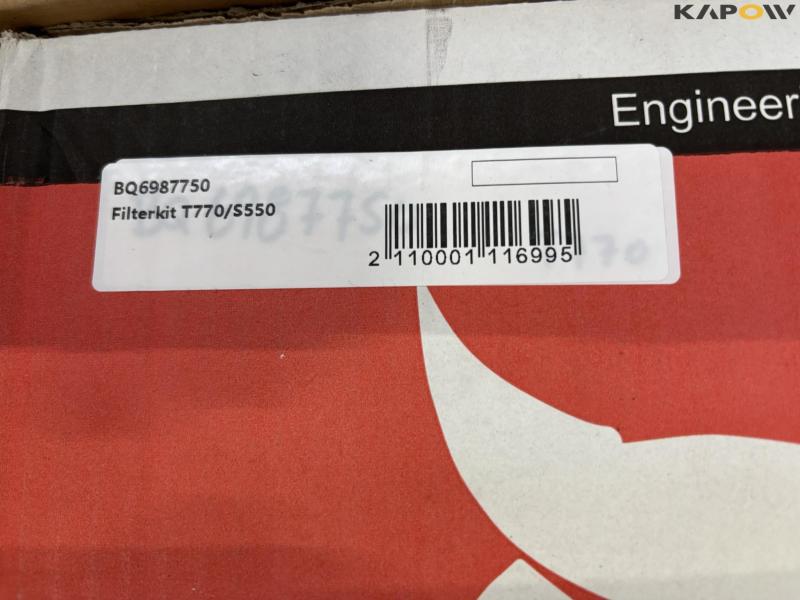 KAPOW
Engineer
BQ6987750
Filterkit T770/S550
2 110001 116995